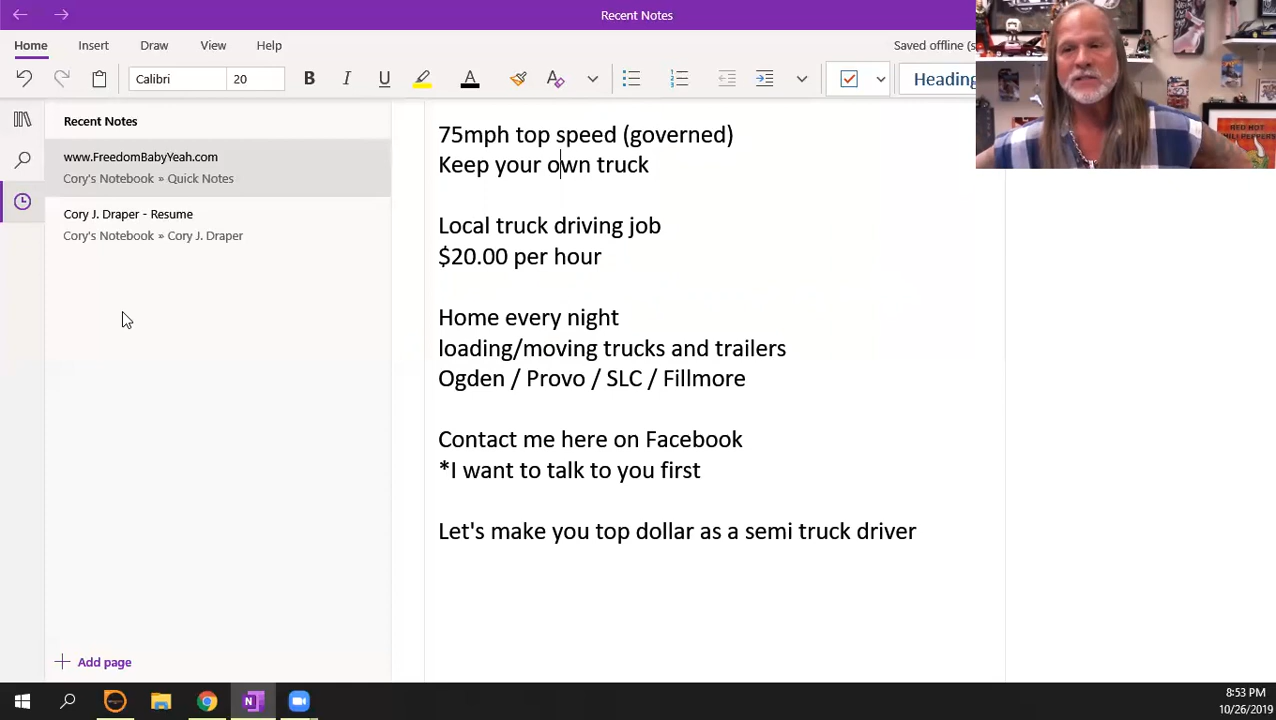 Recent Notes
Home Insert Draw View Help
Saved offline (s
Calibri 20 B I U A Heading
Recent Notes
www.FreedomBabyYeah.com
Cory's Notebook » Quick Notes
Cory J. Draper - Resume
Cory's Notebook » Cory J. Draper
75mph top speed (governed)
Keep your own truck
Local truck driving job
$20.00 per hour
Home every night
loading/moving trucks and trailers
Ogden / Provo / SLC / Fillmore
Contact me here on Facebook
*I want to talk to you first
Let's make you top dollar as a semi truck driver
Add page
RED HOT
CHILI PEPPERS
8:53 PM
10/26/2019